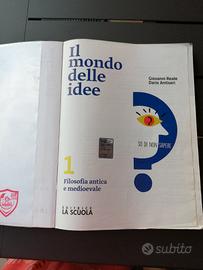 Il
mondo
delle
idee
Giovanni Reale
Dario Antiseri
SO DI NON SAPERE
1
Filosofia antica
e medioevale
EDITRICE
LA SCUOLA
subito